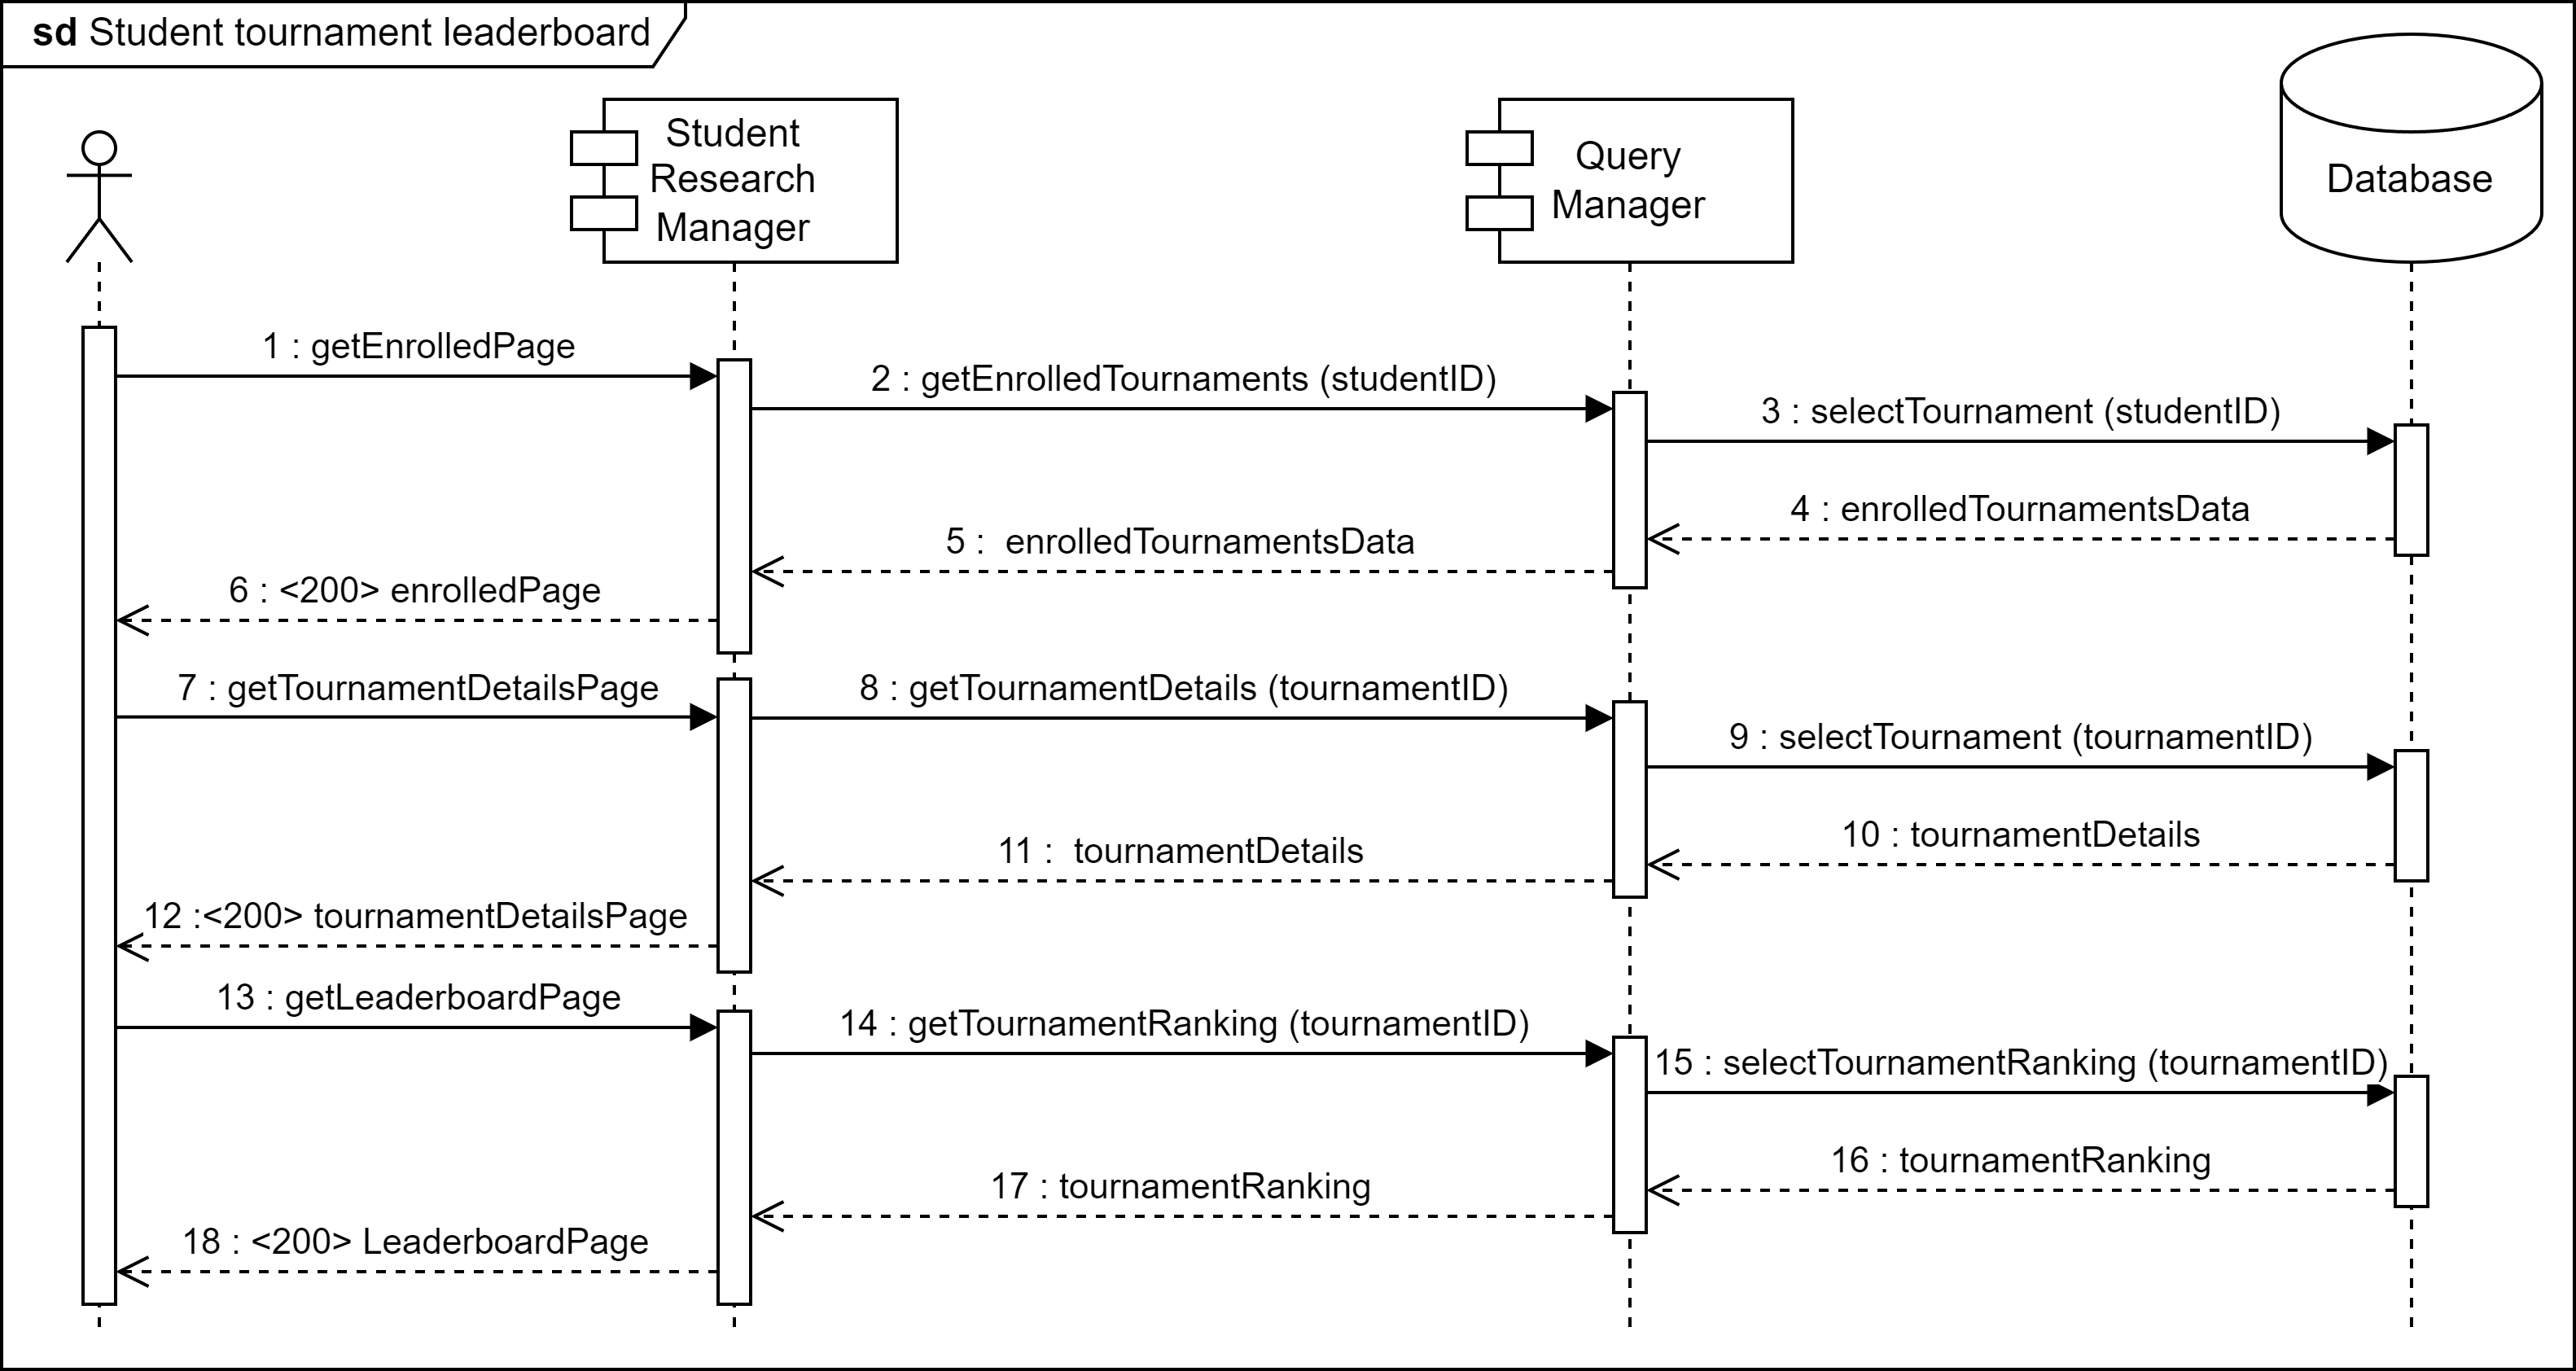 sd Student tournament leaderboard
Student
Research
Manager
Query
Manager
Database
1 : getEnrolledPage
2 : getEnrolledTournaments (studentID)
3 : selectTournament (studentID)
4 : enrolledTournamentsData
5 :  enrolledTournamentsData
6 : <200> enrolledPage
7 : getTournamentDetailsPage
8 : getTournamentDetails (tournamentID)
9 : selectTournament (tournamentID)
10 : tournamentDetails
11 :  tournamentDetails
12 :<200> tournamentDetailsPage
13 : getLeaderboardPage
14 : getTournamentRanking (tournamentID)
15 : selectTournamentRanking (tournamentID)
16 : tournamentRanking
17 : tournamentRanking
18 : <200> LeaderboardPage